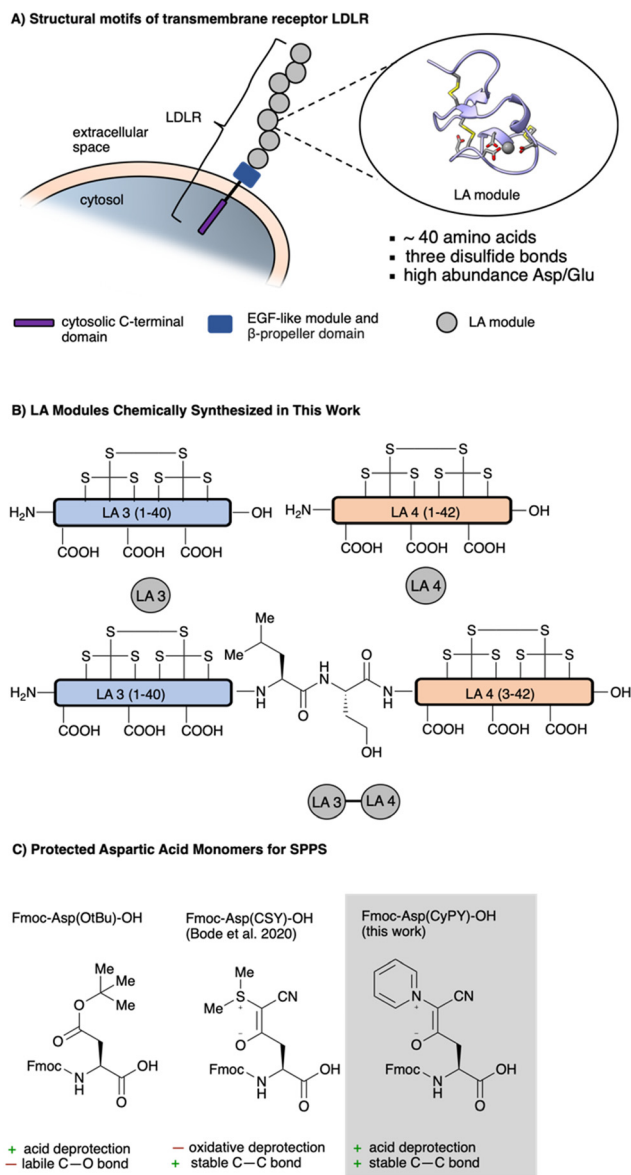 A) Structural motifs of transmembrane receptor LDLR
LDLR
extracellular
space
cytosol
LA module
▪ ~ 40 amino acids
▪ three disulfide bonds
▪ high abundance Asp/Glu
cytosolic C-terminal
domain
EGF-like module and
β-propeller domain
LA module
B) LA Modules Chemically Synthesized in This Work
S S
S S S S
H₂N LA 3 (1-40) OH
COOH COOH COOH
LA 3
S S
S S S S
H₂N LA 4 (1-42) OH
COOH COOH COOH
LA 4
S S
S S S S
H₂N LA 3 (1-40)
COOH COOH COOH
Me
Me
N
H
O
H
N
O
N
H
OH
S S
S S S S
LA 4 (3-42) OH
COOH COOH COOH
LA 3 LA 4
C) Protected Aspartic Acid Monomers for SPPS
Fmoc-Asp(OtBu)-OH
Me
Me
O Me
O
Fmoc OH
N
H O
+ acid deprotection
− labile C−O bond
Fmoc-Asp(CSY)-OH
(Bode et al. 2020)
Me
Me S CN
+
−
O
Fmoc OH
N
H O
− oxidative deprotection
+ stable C−C bond
Fmoc-Asp(CyPY)-OH
(this work)
N CN
+
−
O
Fmoc OH
N
H O
+ acid deprotection
+ stable C−C bond